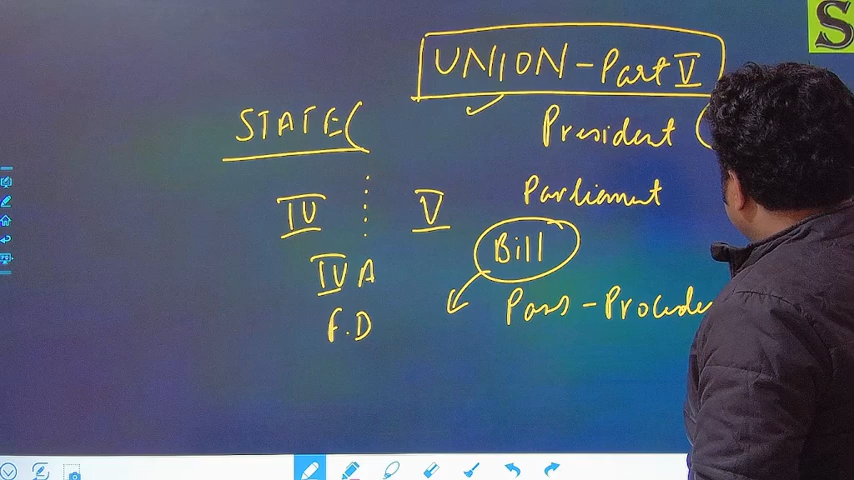 S
UNION - Part V
STATE (
President (
Parliament
IV V
Bill
IV A
Pass - Procedu
F.D